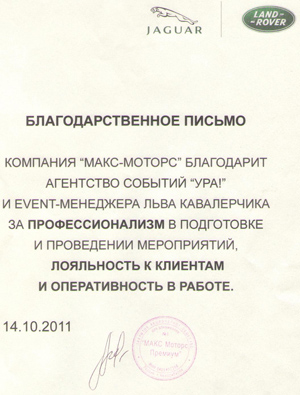 JAGUAR
LAND-
ROVER
БЛАГОДАРСТВЕННОЕ ПИСЬМО
КОМПАНИЯ “МАКС-МОТОРС” БЛАГОДАРИТ
АГЕНТСТВО СОБЫТИЙ “УРА!”
И EVENT-МЕНЕДЖЕРА ЛЬВА КАВАЛЕРЧИКА
ЗА ПРОФЕССИОНАЛИЗМ В ПОДГОТОВКЕ
И ПРОВЕДЕНИИ МЕРОПРИЯТИЙ,
ЛОЯЛЬНОСТЬ К КЛИЕНТАМ
И ОПЕРАТИВНОСТЬ В РАБОТЕ.
14.10.2011
"МАКС Моторс
Премиум"